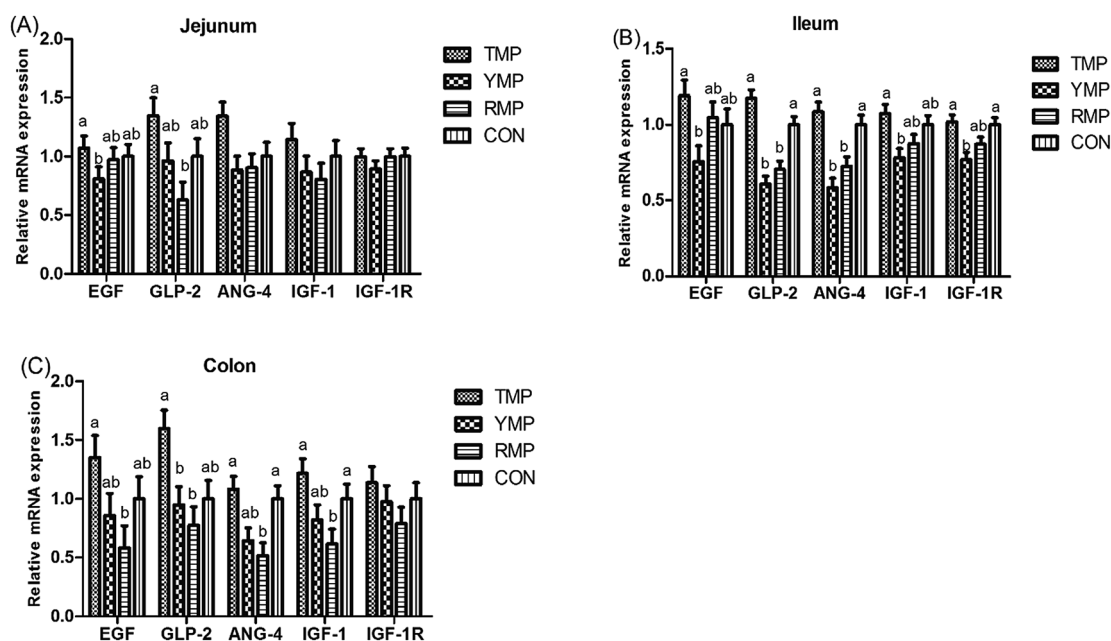 (A)
Jejunum
Relative mRNA expression
2.0
1.5
1.0
0.5
0.0
a b ab ab
a ab b ab
EGF GLP-2 ANG-4 IGF-1 IGF-1R
TMP
YMP
RMP
CON
(B)
Ileum
Relative mRNA expression
1.5
1.0
0.5
0.0
a b ab ab
a b b a
a b b a
a b ab ab
a b ab a
EGF GLP-2 ANG-4 IGF-1 IGF-1R
TMP
YMP
RMP
CON
(C)
Colon
Relative mRNA expression
2.0
1.5
1.0
0.5
0.0
a ab b ab
a b b ab
a ab b a
a ab b a
EGF GLP-2 ANG-4 IGF-1 IGF-1R
TMP
YMP
RMP
CON